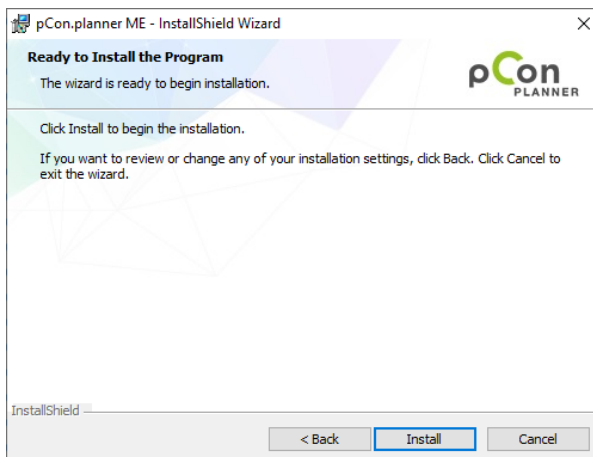 pCon.planner ME - InstallShield Wizard
Ready to Install the Program
The wizard is ready to begin installation.
pCon
PLANNER
Click Install to begin the installation.
If you want to review or change any of your installation settings, click Back. Click Cancel to
exit the wizard.
InstallShield
< Back
Install
Cancel